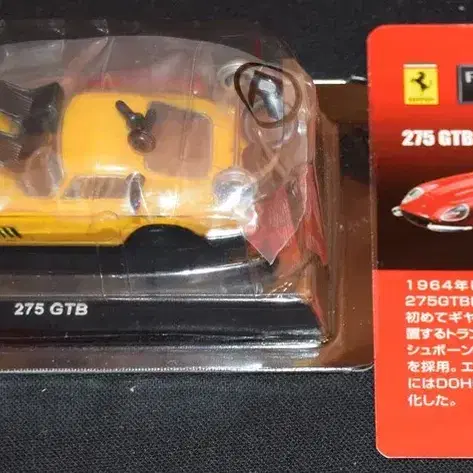 275 GTB
275 GTB
1964年
275GTB
初めてギヤ
置するトラン
シュボーン
を採用。エ
にはDOH
化した。